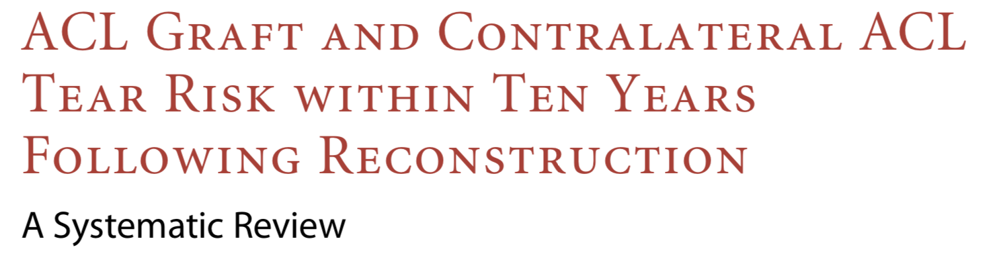 ACL Graft and Contralateral ACL
Tear Risk within Ten Years
Following Reconstruction
A Systematic Review